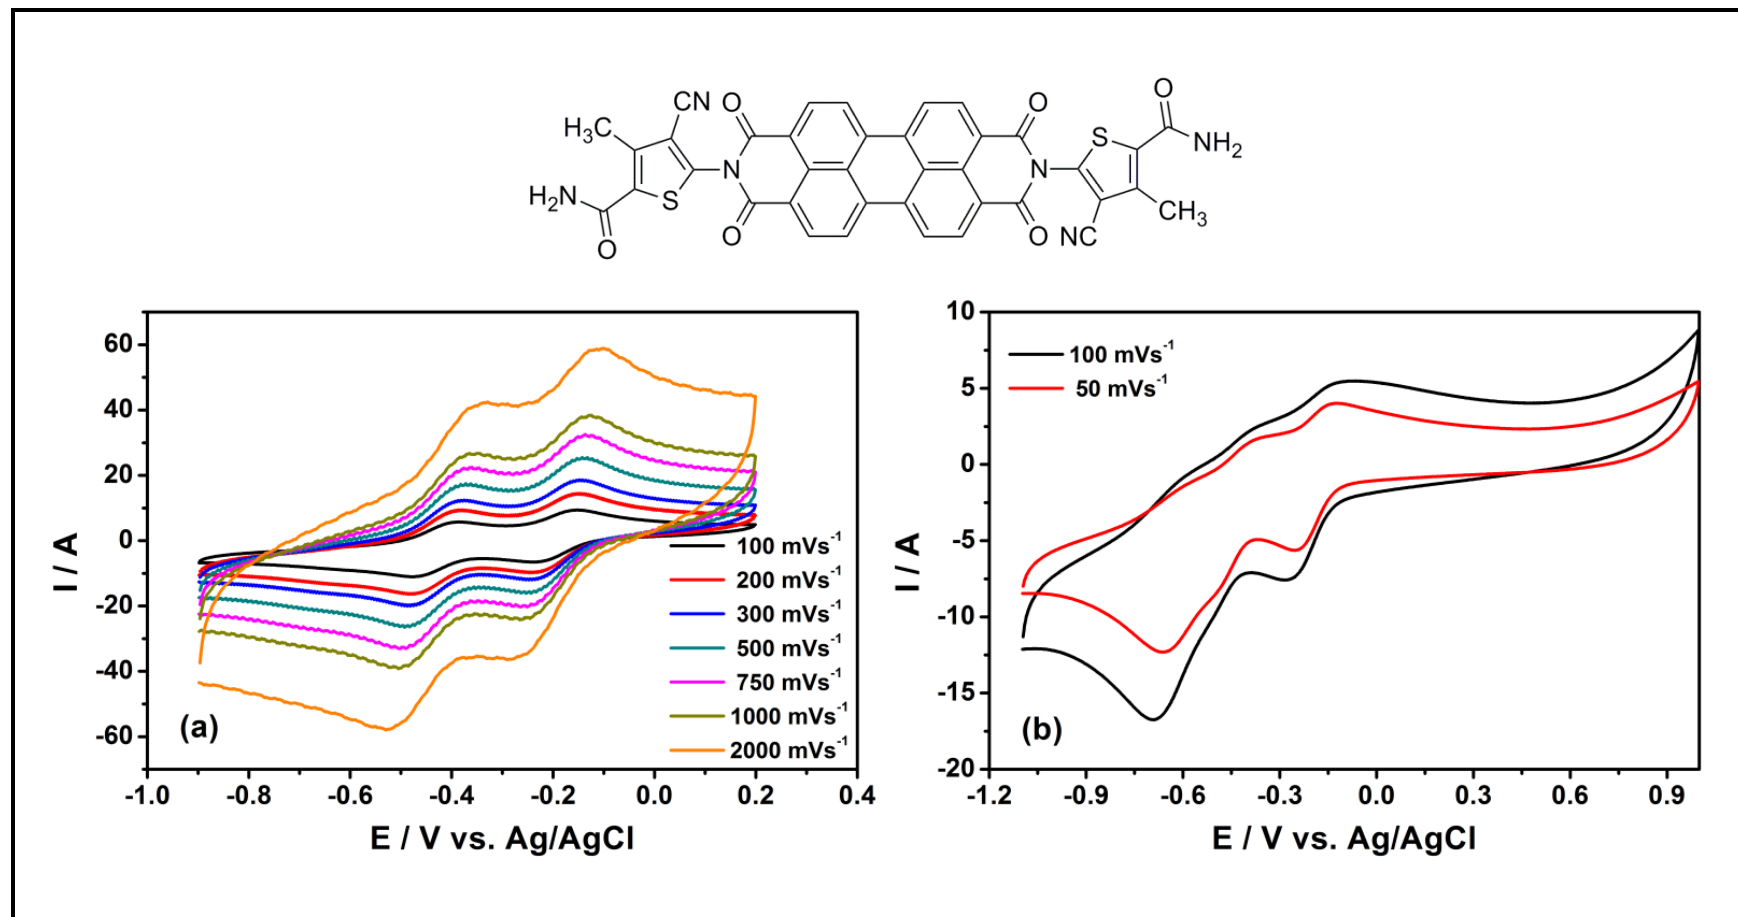 CN
O
O
O
H3C
S
NH2
N
N
H2N
S
CH3
O
O
O
NC
60
40
20
0
-20
-40
-60
I / A
100 mVs-1
200 mVs-1
300 mVs-1
500 mVs-1
750 mVs-1
1000 mVs-1
2000 mVs-1
(a)
-1.0 -0.8 -0.6 -0.4 -0.2 0.0 0.2 0.4
E / V vs. Ag/AgCl
10
5
0
-5
-10
-15
-20
I / A
100 mVs-1
50 mVs-1
(b)
-1.2 -0.9 -0.6 -0.3 0.0 0.3 0.6 0.9
E / V vs. Ag/AgCl